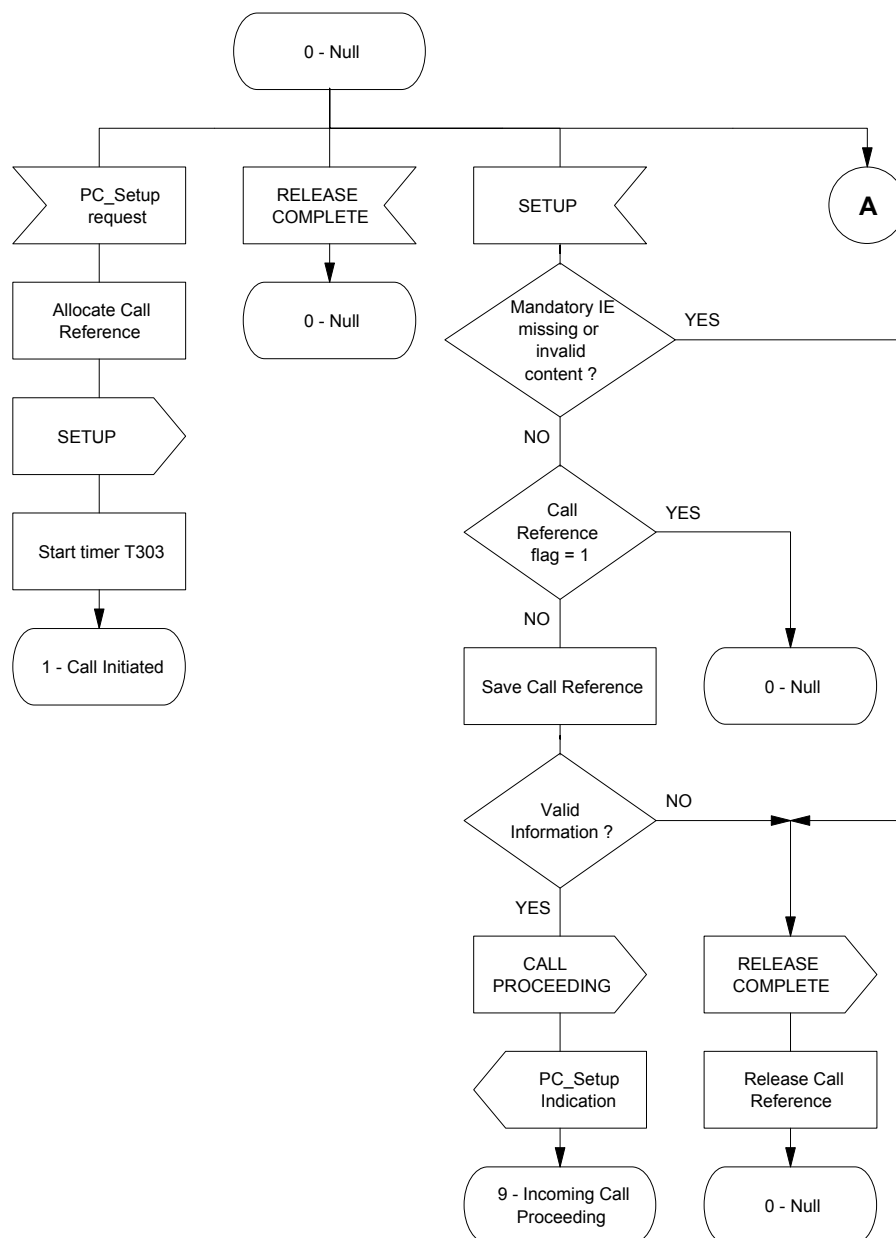 0 - Null
PC_Setup
request
RELEASE
COMPLETE
SETUP
A
Allocate Call
Reference
0 - Null
Mandatory IE
missing or
invalid
content ?
YES
SETUP
NO
Start timer T303
Call
Reference
flag = 1
YES
NO
1 - Call Initiated
Save Call Reference
0 - Null
Valid
Information ?
NO
YES
CALL
PROCEEDING
RELEASE
COMPLETE
PC_Setup
Indication
Release Call
Reference
9 - Incoming Call
Proceeding
0 - Null